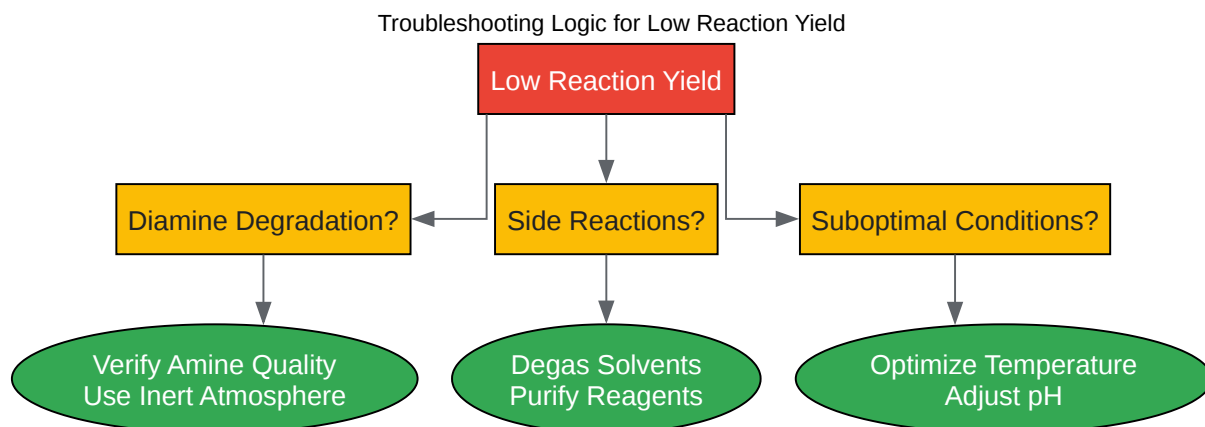 Troubleshooting Logic for Low Reaction Yield
Low Reaction Yield
Diamine Degradation?
Side Reactions?
Suboptimal Conditions?
Verify Amine Quality
Use Inert Atmosphere
Degas Solvents
Purify Reagents
Optimize Temperature
Adjust pH